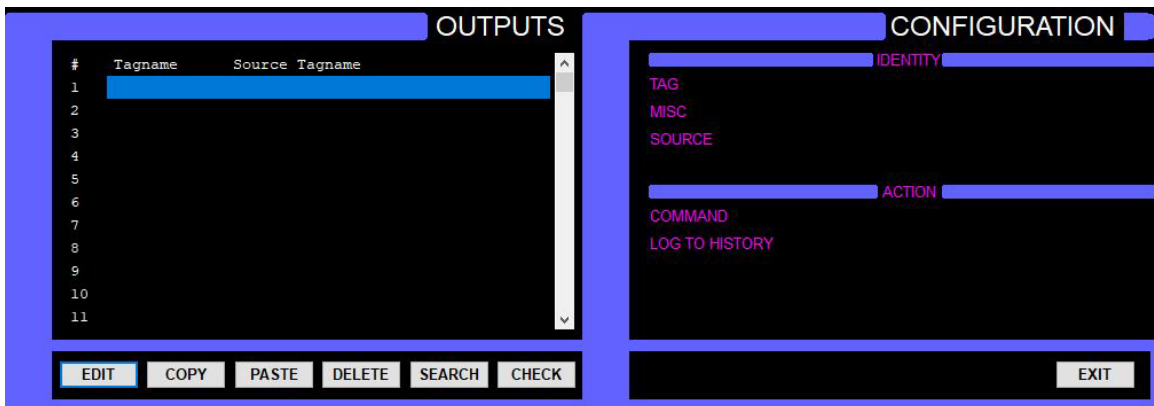 OUTPUTS
# Tagname Source Tagname
1
2
3
4
5
6
7
8
9
10
11
EDIT COPY PASTE DELETE SEARCH CHECK
CONFIGURATION
IDENTITY
TAG
MISC
SOURCE
ACTION
COMMAND
LOG TO HISTORY
EXIT